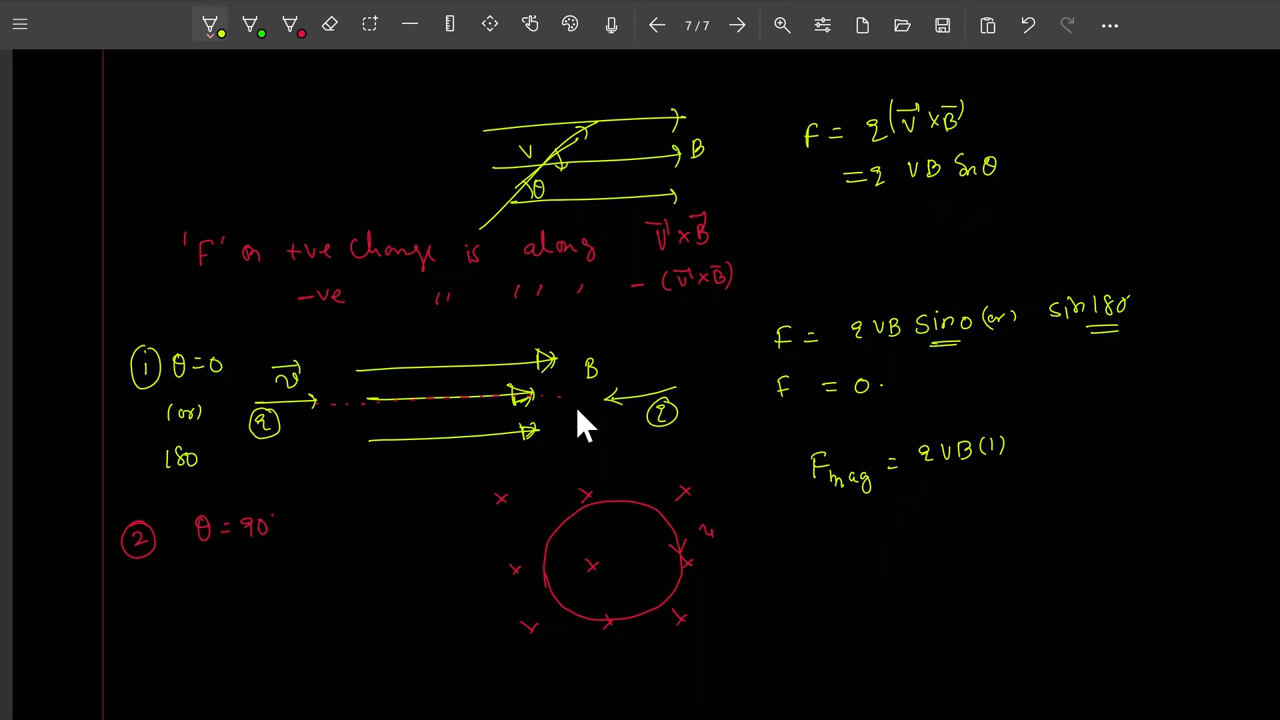 7/7
V
B
θ
F = q(V⃗ × B⃗)
= q VB Sinθ
'F' on +ve Charge is along V⃗ × B⃗
-ve '' '' ' - (V⃗ × B⃗)
① θ = 0
(or)
180
v⃗
q
B
q
F = qVB Sin0 (or) Sin180°
F = 0.
Fmag = qVB(1)
② θ = 90°
x x x
x x x
x x x